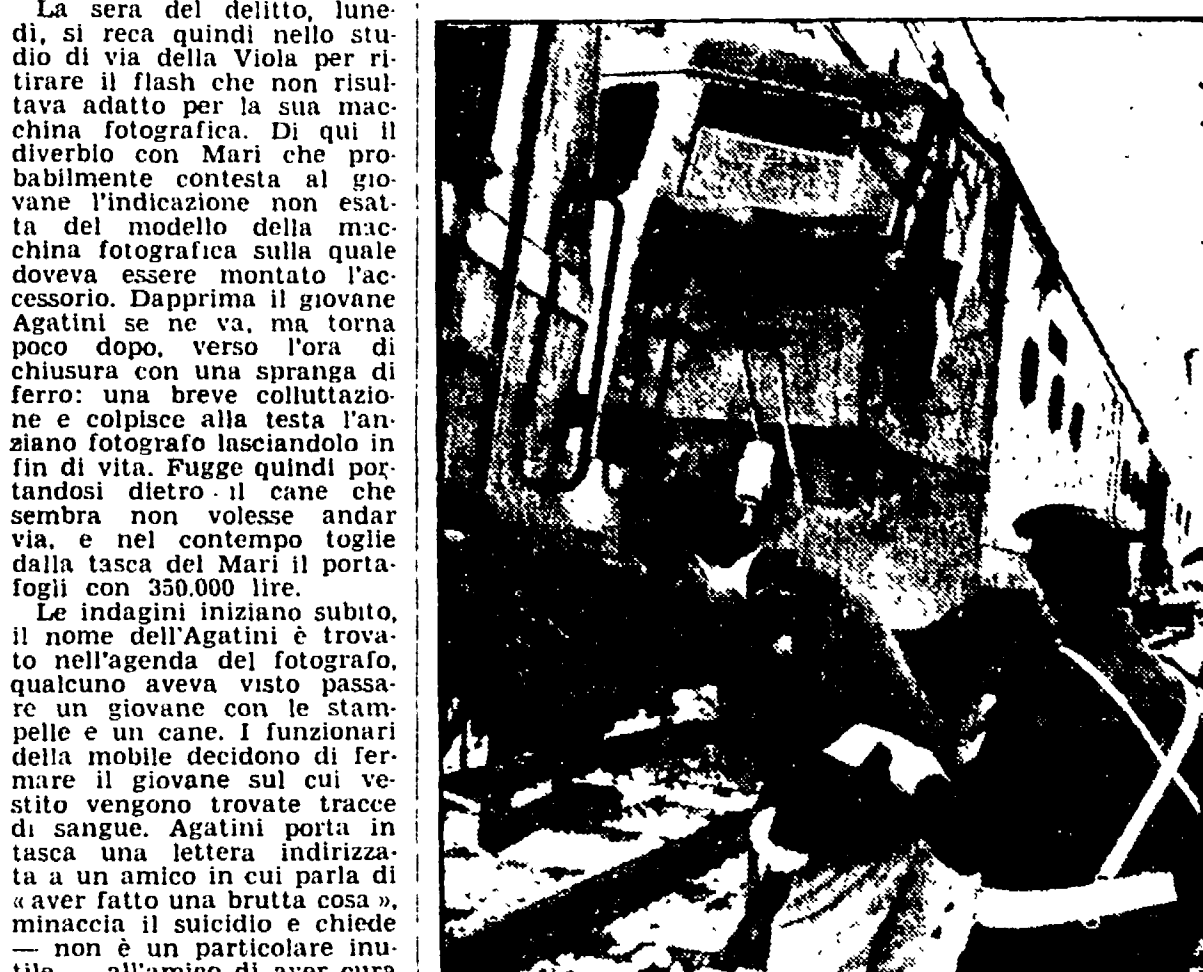 La sera del delitto, lune-
dì, si reca quindi nello stu-
dio di via della Viola per ri-
tirare il flash che non risul-
tava adatto per la sua mac-
china fotografica. Di qui il
diverbio con Mari che pro-
babilmente contesta al gio-
vane l'indicazione non esat-
ta del modello della mac-
china fotografica sulla quale
doveva essere montato l'ac-
cessorio. Dapprima il giovane
Agatini se ne va, ma torna
poco dopo, verso l'ora di
chiusura con una spranga di
ferro: una breve colluttazio-
ne e colpisce alla testa l'an-
ziano fotografo lasciandolo in
fin di vita. Fugge quindi por-
tandosi dietro il cane che
sembra non volesse andar
via, e nel contempo toglie
dalla tasca del Mari il porta-
fogli con 350.000 lire.
Le indagini iniziano subito,
il nome dell'Agatini è trova-
to nell'agenda del fotografo,
qualcuno aveva visto passa-
re un giovane con le stam-
pelle e un cane. I funzionari
della mobile decidono di fer-
mare il giovane sul cui ve-
stito vengono trovate tracce
di sangue. Agatini porta in
tasca una lettera indirizza-
ta a un amico in cui parla di
« aver fatto una brutta cosa »,
minaccia il suicidio e chiede
— non è un particolare inu-
tile — all'amico di aver cura